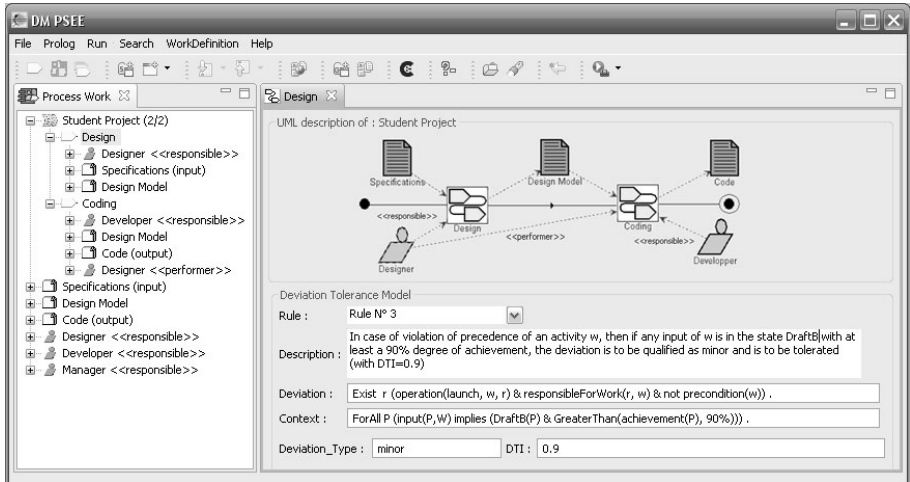 DM PSEE
File Prolog Run Search WorkDefinition Help
Process Work
Student Project (2/2)
Design
Designer <<responsible>>
Specifications (input)
Design Model
Coding
Developer <<responsible>>
Design Model
Code (output)
Designer <<performer>>
Specifications (input)
Design Model
Code (output)
Designer <<responsible>>
Developer <<responsible>>
Manager <<responsible>>
Design
UML description of : Student Project
Specifications
Design Model
Code
<<responsible>>
Design
<<performer>>
Coding
<<responsible>>
Designer
Developper
Deviation Tolerance Model
Rule : Rule N° 3
Description :
In case of violation of precedence of an activity w, then if any input of w is in the state DraftB with at
least a 90% degree of achievement, the deviation is to be qualified as minor and is to be tolerated
(with DTI=0.9)
Deviation : Exist r (operation(launch, w, r) & responsibleForWork(r, w) & not precondition(w)) .
Context : ForAll P (input(P,W) implies (DraftB(P) & GreaterThan(achievement(P), 90%))) .
Deviation_Type : minor DTI : 0.9